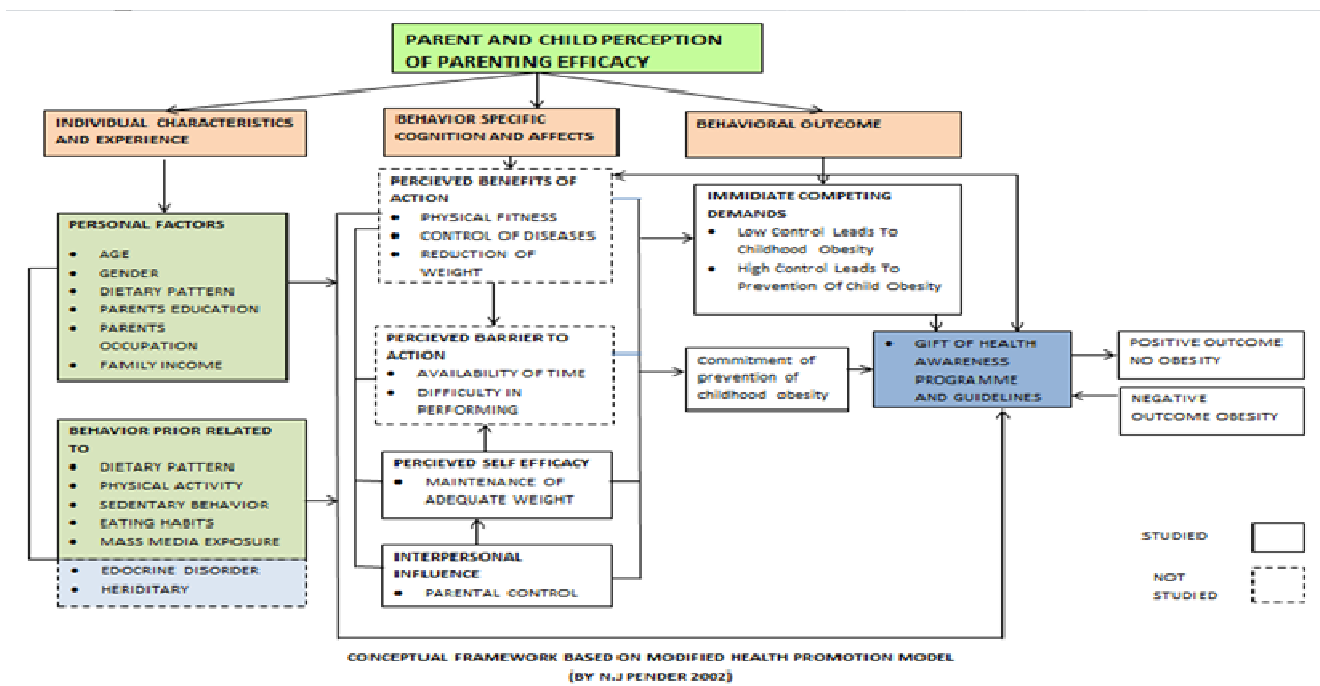 PARENT AND CHILD PERCEPTION
OF PARENTING EFFICACY
INDIVIDUAL CHARACTERISTICS
AND EXPERIENCE
BEHAVIOR SPECIFIC
COGNITION AND AFFECTS
BEHAVIORAL OUTCOME
PERSONAL FACTORS
• AGE
• GENDER
• DIETARY PATTERN
• PARENTS EDUCATION
• PARENTS
OCCUPATION
• FAMILY INCOME
BEHAVIOR PRIOR RELATED
TO
• DIETARY PATTERN
• PHYSICAL ACTIVITY
• SEDENTARY BEHAVIOR
• EATING HABITS
• MASS MEDIA EXPOSURE
• EDOCRINE DISORDER
• HERIDITARY
PERCIEVED BENEFITS OF
ACTION
• PHYSICAL FITNESS
• CONTROL OF DISEASES
• REDUCTION OF
WEIGHT
PERCIEVED BARRIER TO
ACTION
• AVAILABILITY OF TIME
• DIFFICULTY IN
PERFORMING
PERCIEVED SELF EFFICACY
• MAINTENANCE OF
ADEQUATE WEIGHT
INTERPERSONAL
INFLUENCE
• PARENTAL CONTROL
IMMIDIATE COMPETING
DEMANDS
• Low Control Leads To
Childhood Obesity
• High Control Leads To
Prevention Of Child Obesity
Commitment of
prevention of
childhood obesity
• GIFT OF HEALTH
AWARENESS
PROGRAMME
AND GUIDELINES
POSITIVE OUTCOME
NO OBESITY
NEGATIVE
OUTCOME OBESITY
STUDIED
NOT
STUDIED
CONCEPTUAL FRAMEWORK BASED ON MODIFIED HEALTH PROMOTION MODEL
(BY N.J PENDER 2002)